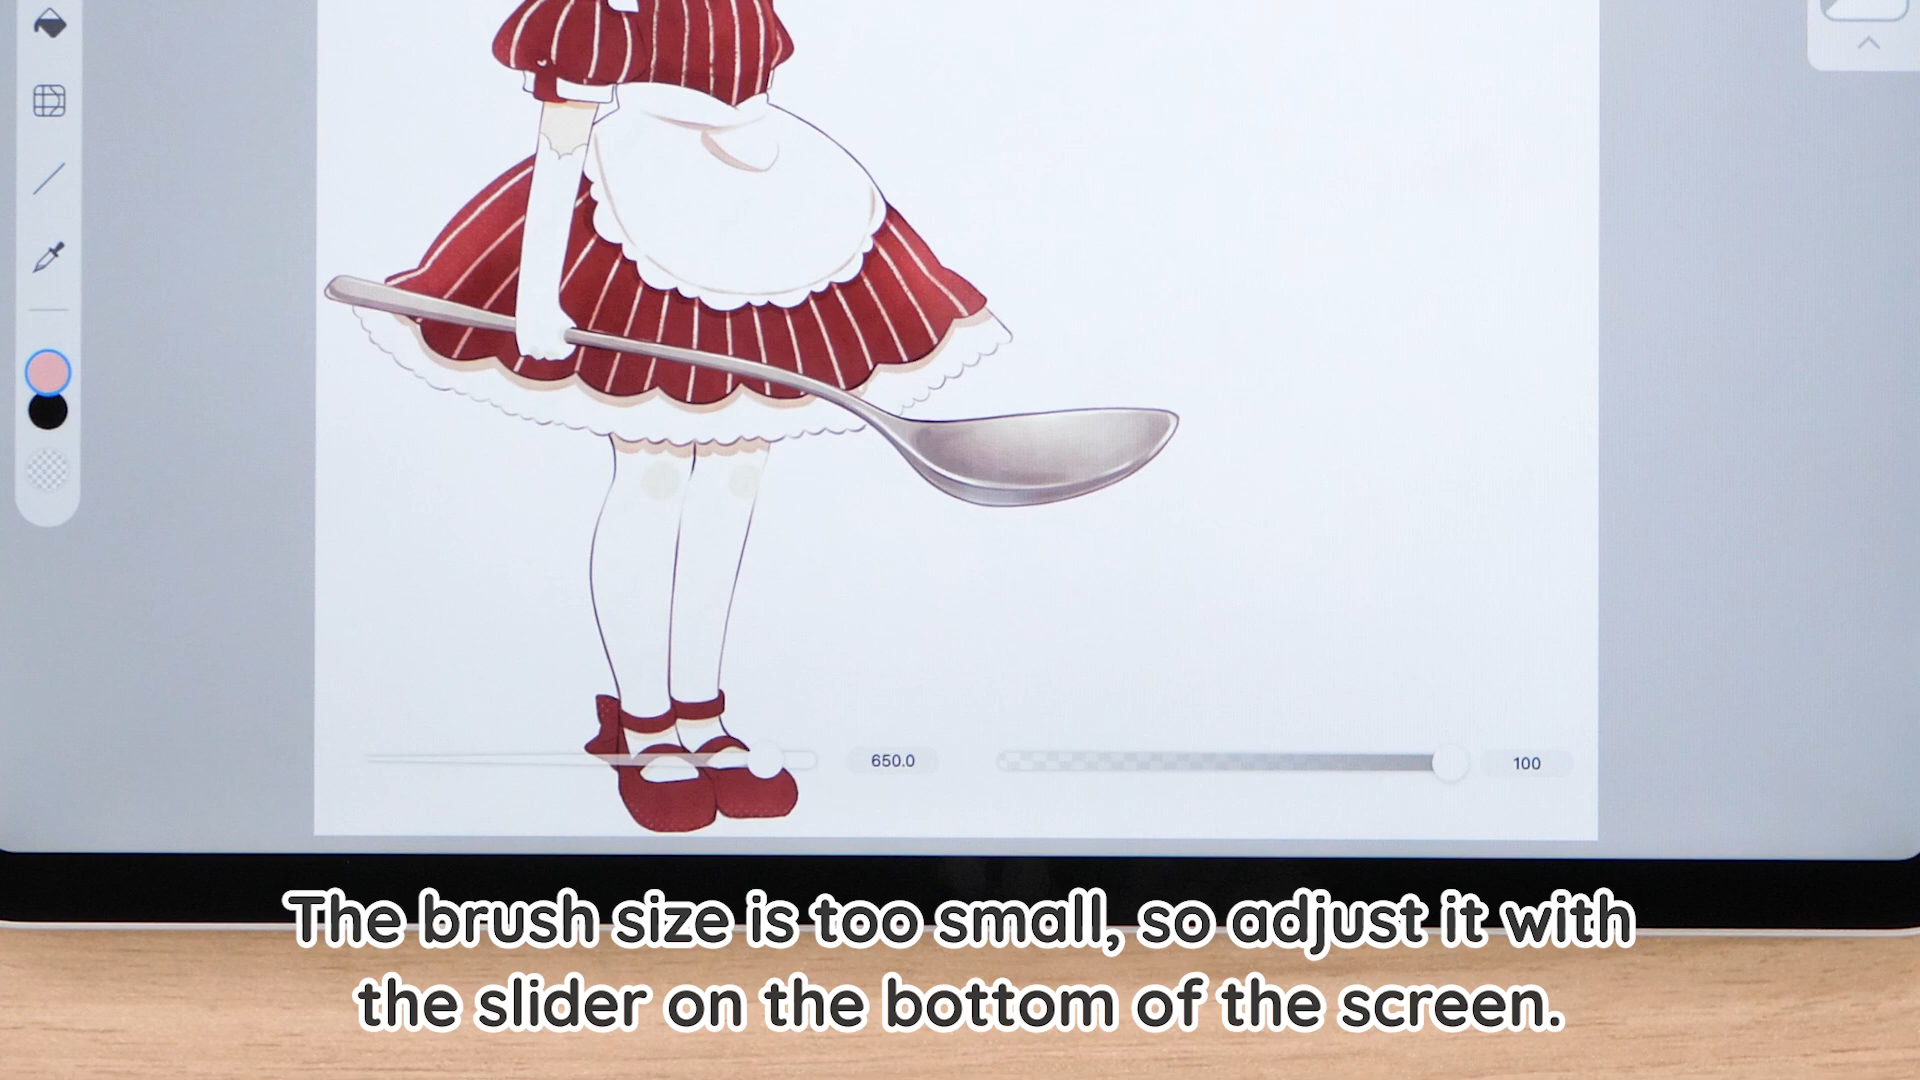 650.0
100
The brush size is too small, so adjust it with
the slider on the bottom of the screen.